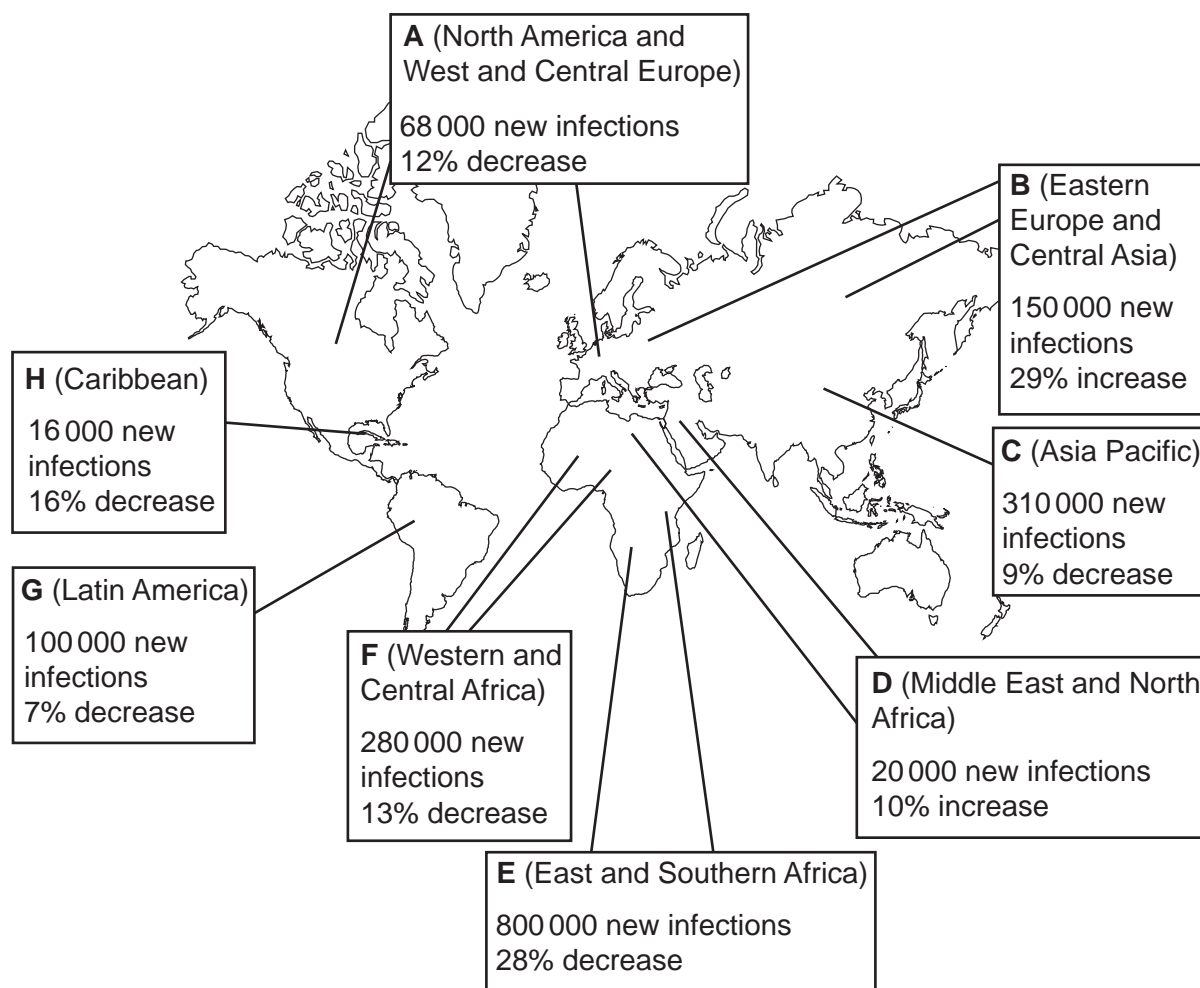 A (North America and
West and Central Europe)
68 000 new infections
12% decrease
B (Eastern
Europe and
Central Asia)
150 000 new
infections
29% increase
H (Caribbean)
16 000 new
infections
16% decrease
C (Asia Pacific)
310 000 new
infections
9% decrease
G (Latin America)
100 000 new
infections
7% decrease
F (Western and
Central Africa)
280 000 new
infections
13% decrease
D (Middle East and North
Africa)
20 000 new infections
10% increase
E (East and Southern Africa)
800 000 new infections
28% decrease